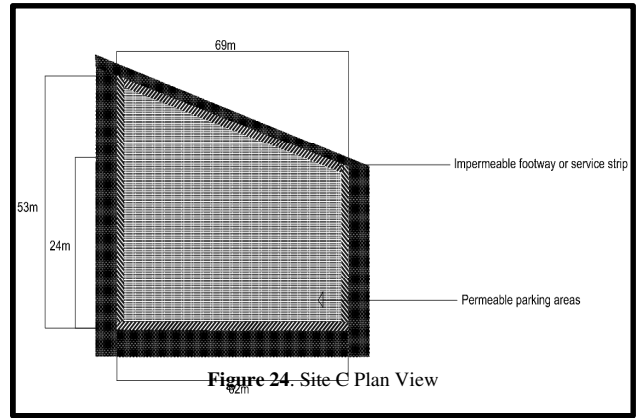 69m
Impermeable footway or service strip
53m
24m
Permeable parking areas
Figure 24. Site C Plan View